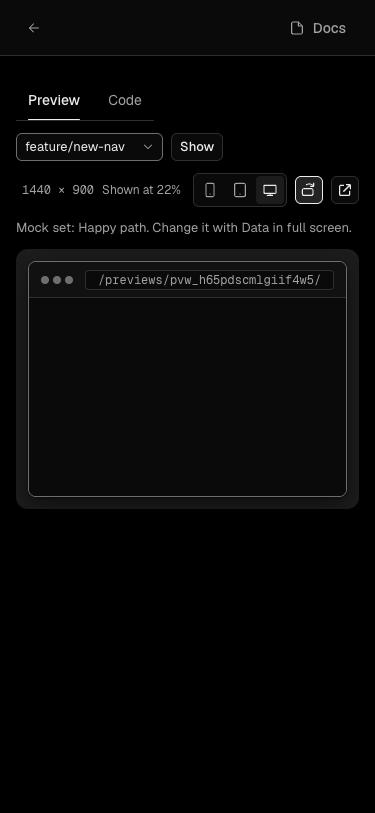 Docs
Preview Code
feature/new-nav Show
1440 × 900 Shown at 22%
Mock set: Happy path. Change it with Data in full screen.
/previews/pvw_h65pdscmlgiif4w5/